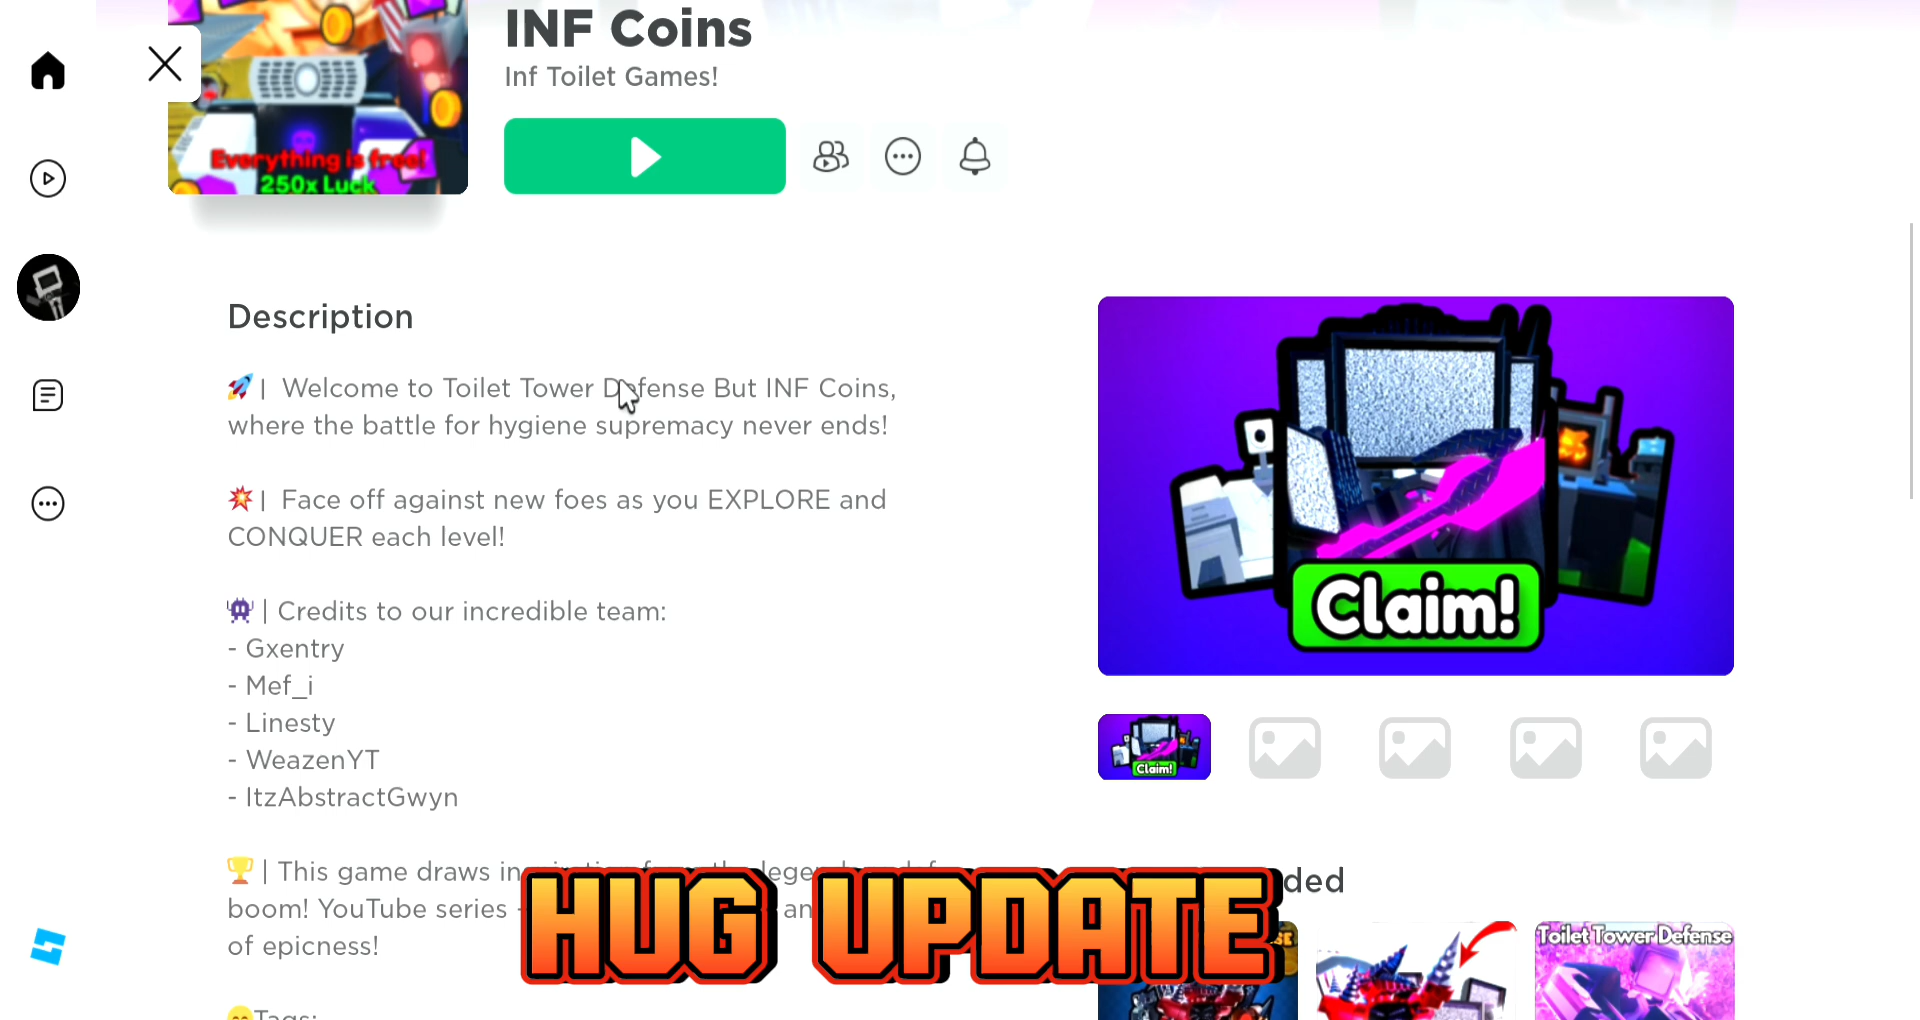 INF Coins
Inf Toilet Games!
Everything is free!
250x Luck
Description
🚀 | Welcome to Toilet Tower Defense But INF Coins,
where the battle for hygiene supremacy never ends!
💥 | Face off against new foes as you EXPLORE and
CONQUER each level!
👾 | Credits to our incredible team:
- Gxentry
- Mef_i
- Linesty
- WeazenYT
- ItzAbstractGwyn
🏆 | This game draws
boom! YouTube series -
of epicness!
Tags:
Claim!
Claim!
ded
Toilet Tower Defense
HUG UPDATE